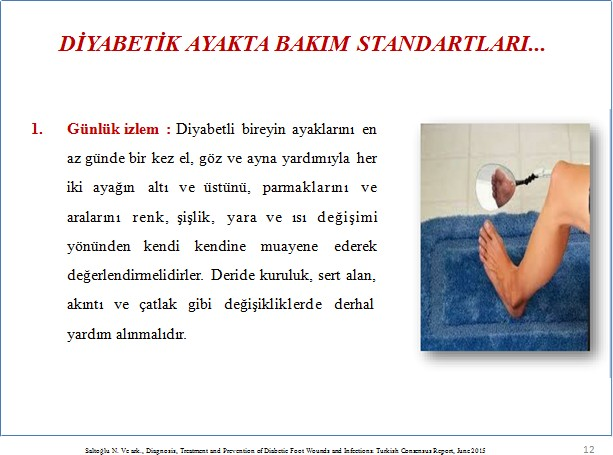 DİYABETİK AYAKTA BAKIM STANDARTLARI...
1. Günlük izlem : Diyabetli bireyin ayaklarını en
az günde bir kez el, göz ve ayna yardımıyla her
iki ayağın altı ve üstünü, parmaklarını ve
aralarını renk, şişlik, yara ve ısı değişimi
yönünden kendi kendine muayene ederek
değerlendirmelidirler. Deride kuruluk, sert alan,
akıntı ve çatlak gibi değişikliklerde derhal
yardım alınmalıdır.
Saltoğlu N. Ve ark., Diagnosis, Treatment and Prevention of Diabetic Foot Wounds and Infections: Turkish Consensus Report, June 2015
12